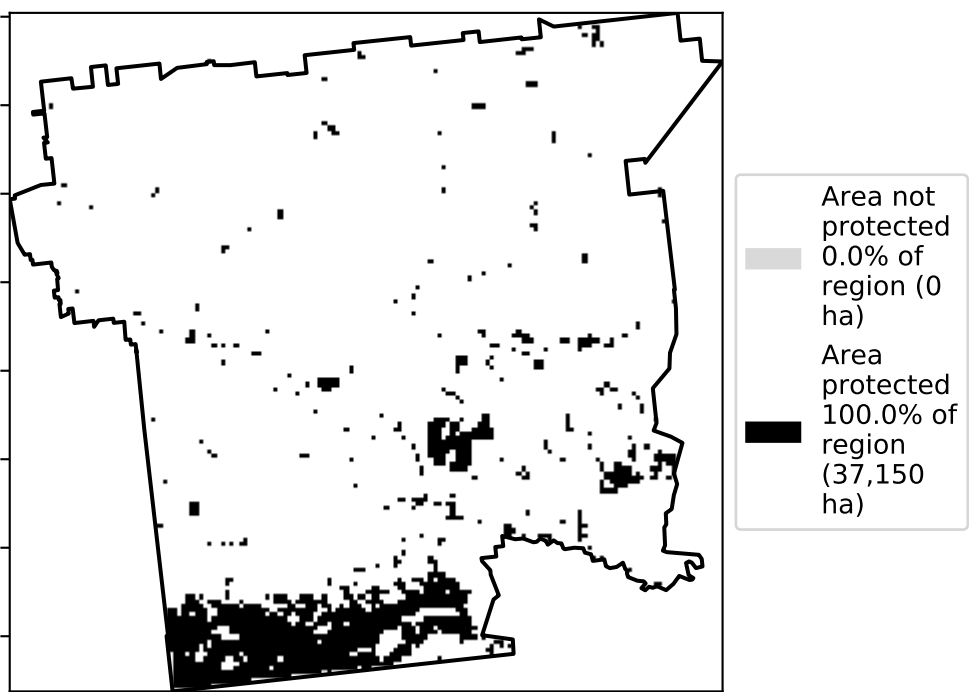 Area not
protected
0.0% of
region (0
ha)
Area
protected
100.0% of
region
(37,150
ha)